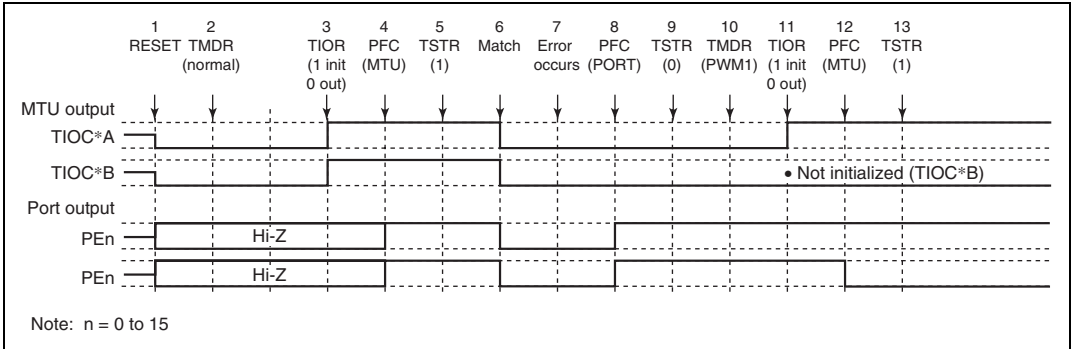 1 2 3 4 5 6 7 8 9 10 11 12 13
RESET TMDR TIOR PFC TSTR Match Error PFC TSTR TMDR TIOR PFC TSTR
(normal) (1 init (MTU) (1) occurs (PORT) (0) (PWM1) (1 init (MTU) (1)
0 out) 0 out)
MTU output
TIOC*A
TIOC*B • Not initialized (TIOC*B)
Port output
PEn Hi-Z
PEn Hi-Z
Note: n = 0 to 15